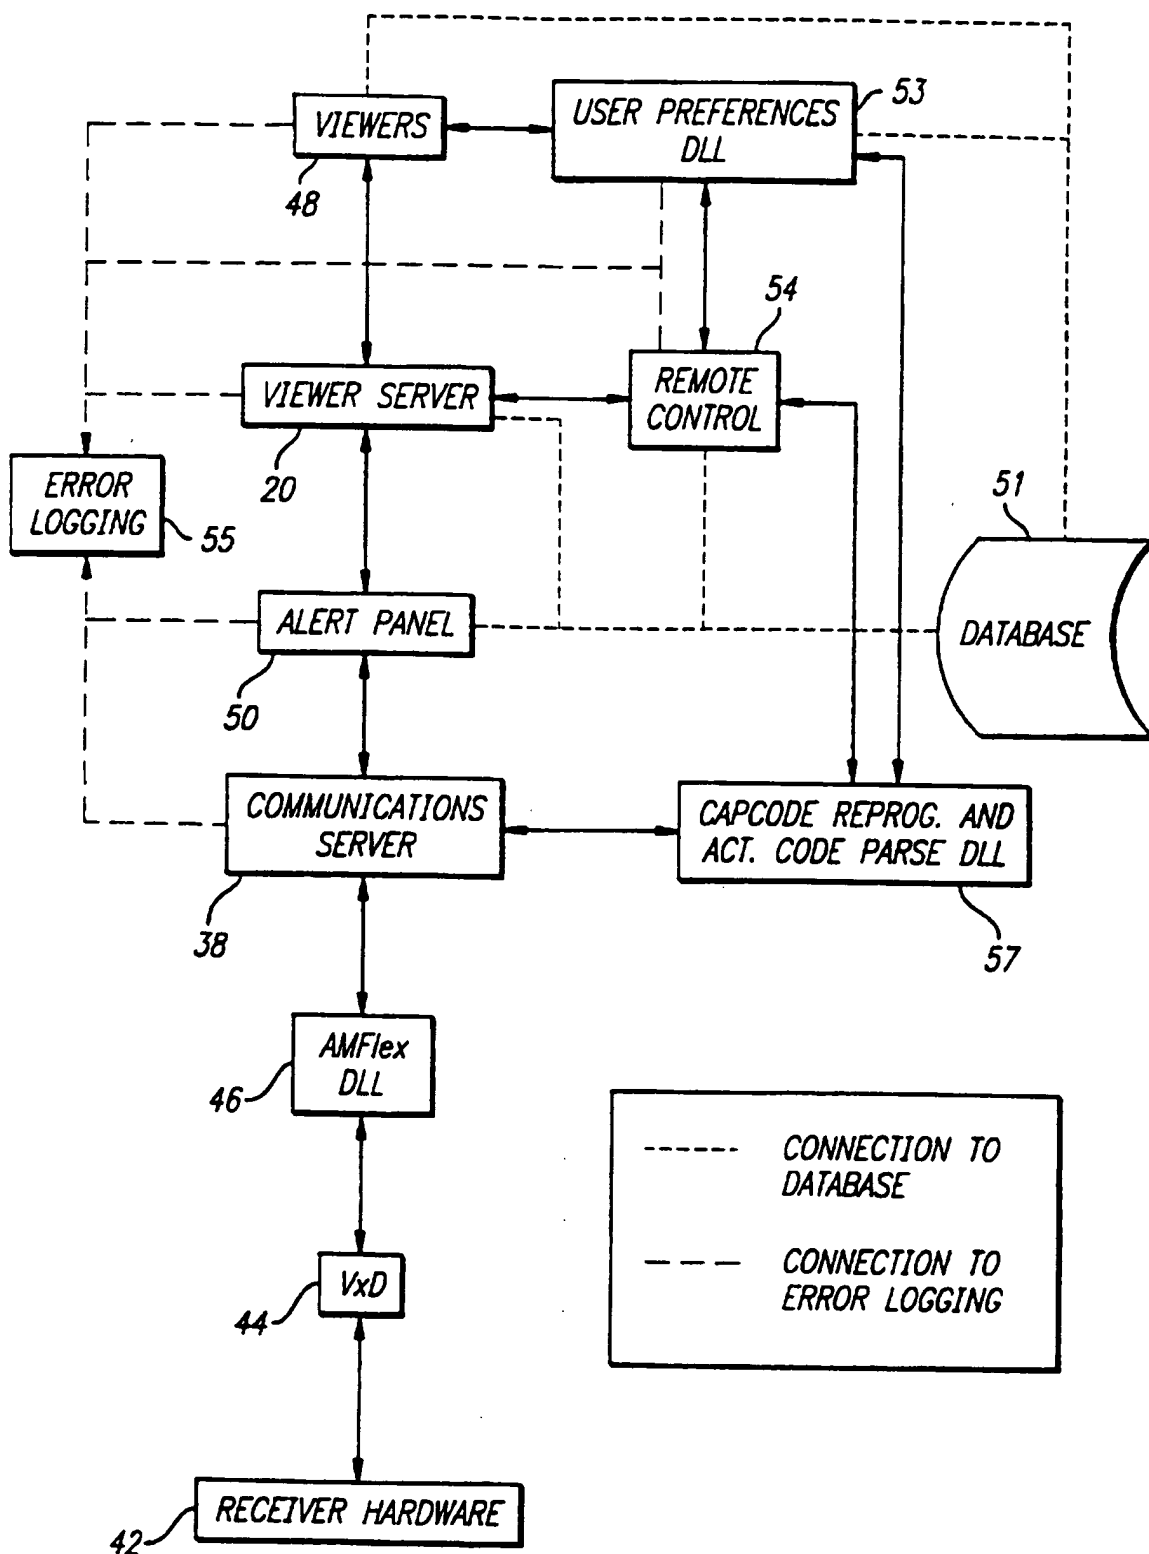 53
VIEWERS
USER PREFERENCES
DLL
48
54
REMOTE
CONTROL
VIEWER SERVER
20
ERROR
LOGGING
55
51
DATABASE
ALERT PANEL
50
COMMUNICATIONS
SERVER
38
CAPCODE REPROG. AND
ACT. CODE PARSE DLL
57
AMFlex
DLL
46
CONNECTION TO
DATABASE
CONNECTION TO
ERROR LOGGING
VxD
44
RECEIVER HARDWARE
42